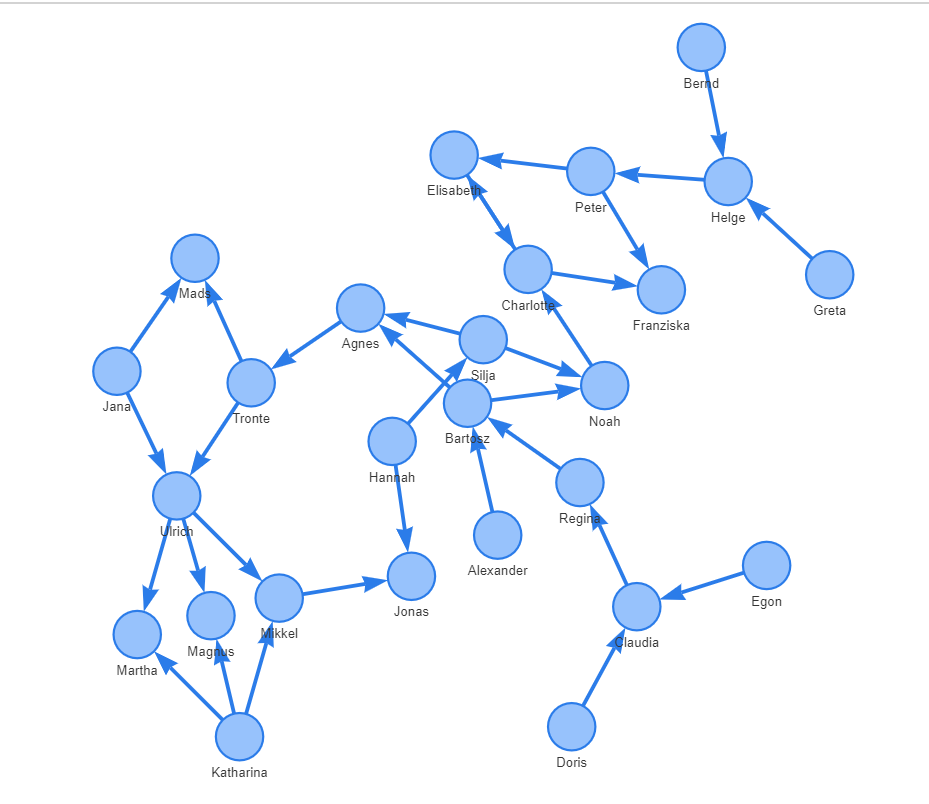 Bernd
Elisabeth
Peter
Helge
Mads
Charlotte
Franziska
Greta
Agnes
Silja
Jana
Tronte
Noah
Bartosz
Hannah
Regina
Ulrich
Alexander
Jonas
Egon
Mikkel
Claudia
Magnus
Martha
Doris
Katharina